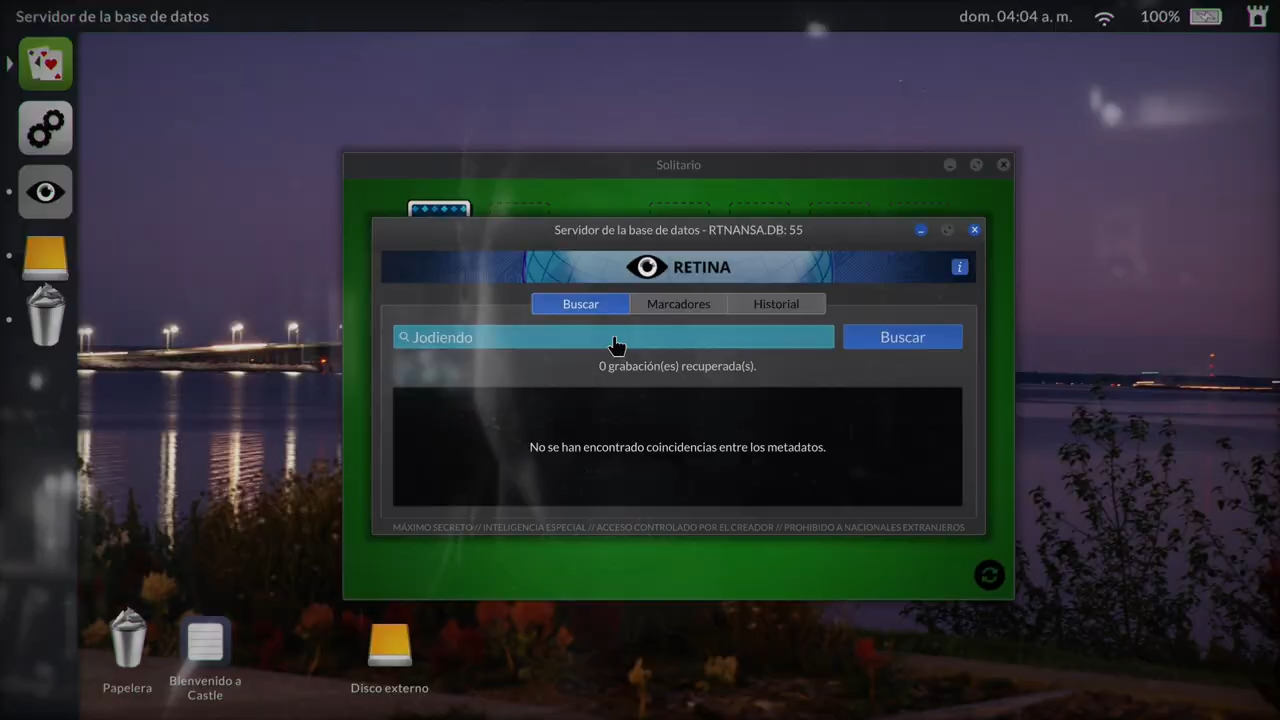 Servidor de la base de datos
dom. 04:04 a. m.
100%
Solitario
Servidor de la base de datos - RTNANSA.DB: 55
RETINA
i
Buscar
Marcadores
Historial
Jodiendo
Buscar
0 grabación(es) recuperada(s).
No se han encontrado coincidencias entre los metadatos.
MÁXIMO SECRETO // INTELIGENCIA ESPECIAL // ACCESO CONTROLADO POR EL CREADOR // PROHIBIDO A NACIONALES EXTRANJEROS
Papelera
Bienvenido a
Castle
Disco externo